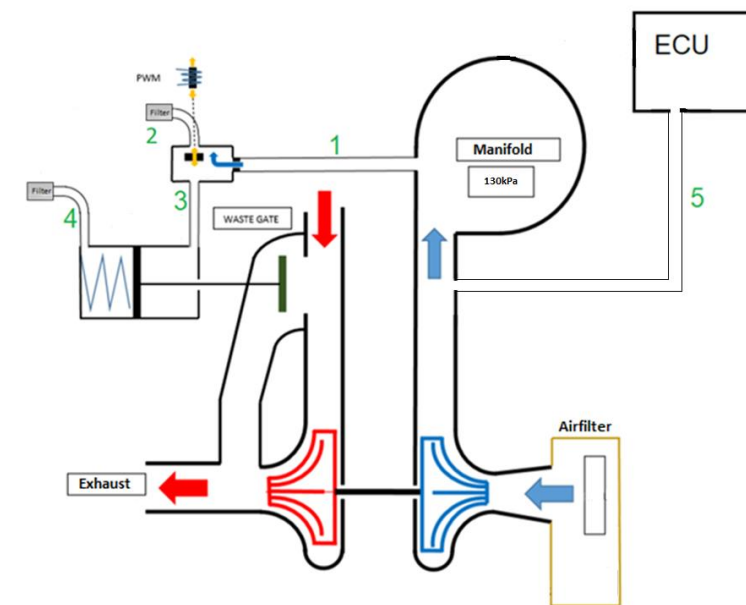 ECU
PWM
Filter
2
1
Manifold
130kPa
Filter
3
4
WASTE GATE
5
Airfilter
Exhaust